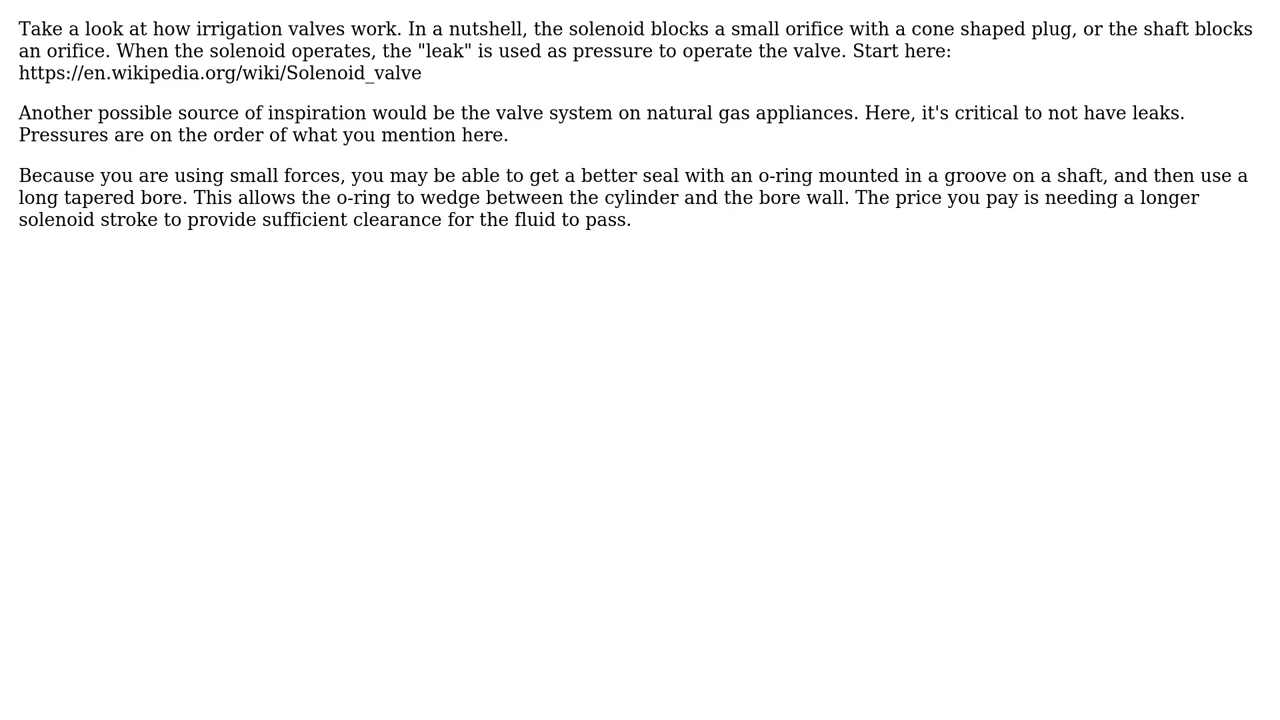 Take a look at how irrigation valves work. In a nutshell, the solenoid blocks a small orifice with a cone shaped plug, or the shaft blocks
an orifice. When the solenoid operates, the "leak" is used as pressure to operate the valve. Start here:
https://en.wikipedia.org/wiki/Solenoid_valve
Another possible source of inspiration would be the valve system on natural gas appliances. Here, it's critical to not have leaks.
Pressures are on the order of what you mention here.
Because you are using small forces, you may be able to get a better seal with an o-ring mounted in a groove on a shaft, and then use a
long tapered bore. This allows the o-ring to wedge between the cylinder and the bore wall. The price you pay is needing a longer
solenoid stroke to provide sufficient clearance for the fluid to pass.